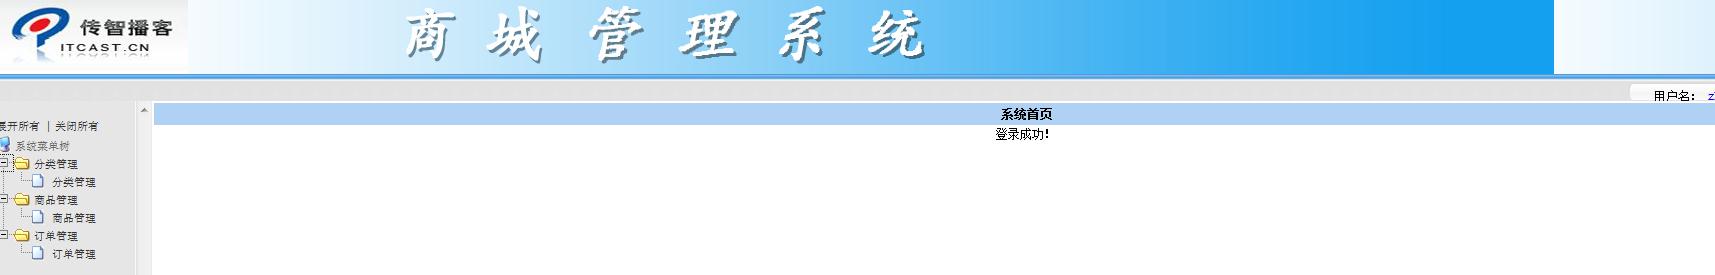 传智播客
ITCAST.CN
商城管理系统
用户名：
系统首页
登录成功！
展开所有 | 关闭所有
系统菜单树
分类管理
分类管理
商品管理
商品管理
订单管理
订单管理